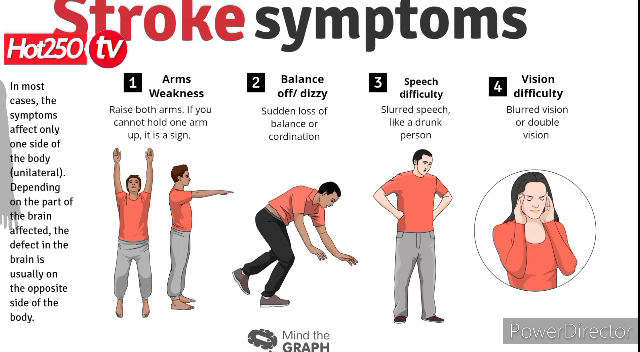 Stroke symptoms
Hot250 tv
In most
cases, the
symptoms
affect only
one side of
the body
(unilateral).
Depending
on the part of
the brain
affected, the
defect in the
brain is
usually on
the opposite
side of the
body.
1 Arms
Weakness
Raise both arms. If you
cannot hold one arm
up, it is a sign.
2 Balance
off/ dizzy
Sudden loss of
balance or
cordination
3 Speech
difficulty
Slurred speech,
like a drunk
person
4 Vision
difficulty
Blurred vision
or double
vision
Mind the
GRAPH
PowerDirector